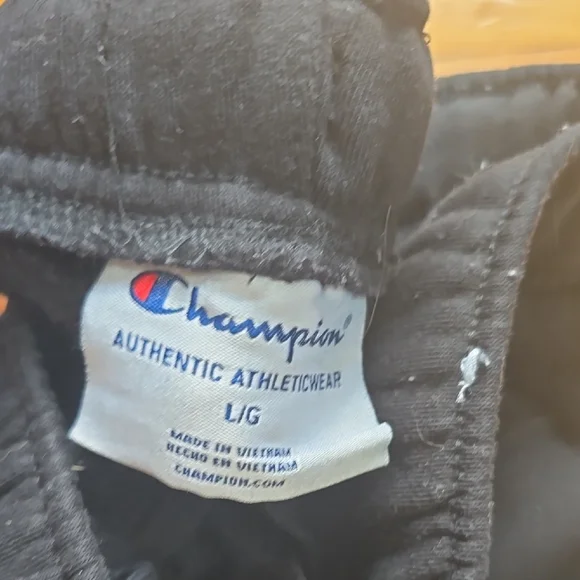 Champion®
AUTHENTIC ATHLETICWEAR
L/G
MADE IN VIETNAM
HECHO EN VIETNAM
CHAMPION.COM